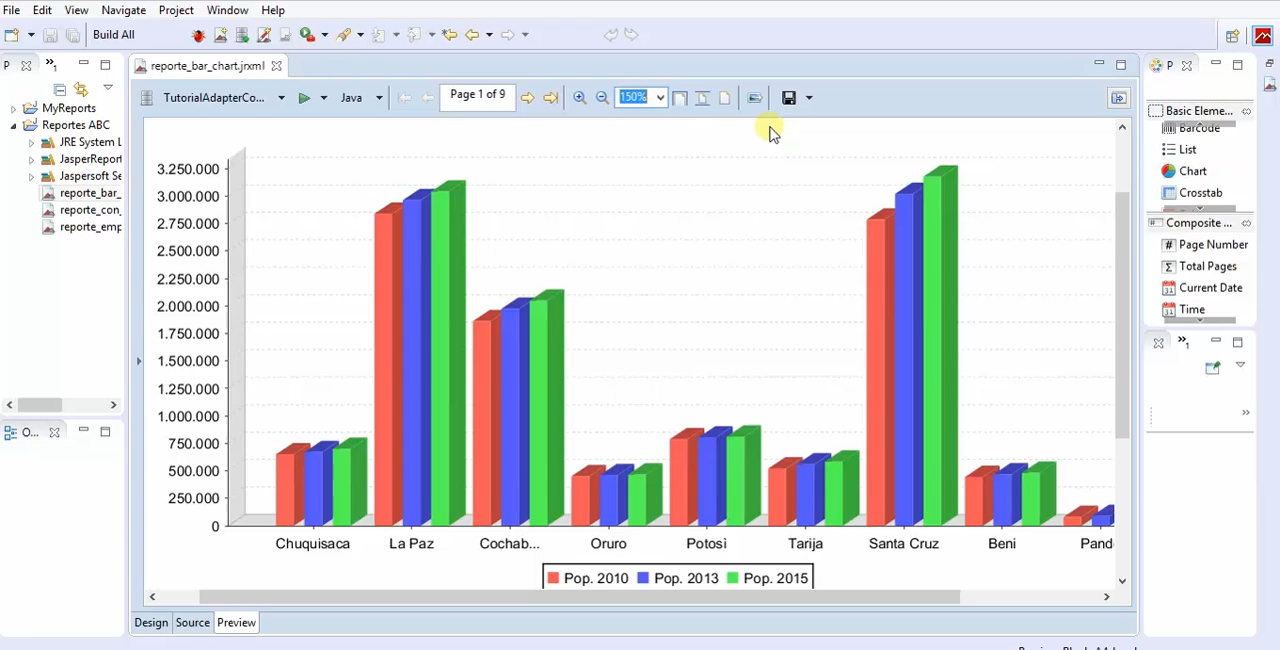 File Edit View Navigate Project Window Help
Build All
P
reporte_bar_chart.jrxml
P
TutorialAdapterCo...
Java
Page 1 of 9
150%
MyReports
Reportes ABC
JRE System L
JasperReport
Jaspersoft Se
reporte_bar_
reporte_con_
reporte_emp
O...
Basic Eleme...
Barcode
List
Chart
Crosstab
Composite ...
Page Number
Total Pages
Current Date
Time
3.250.000
3.000.000
2.750.000
2.500.000
2.250.000
2.000.000
1.750.000
1.500.000
1.250.000
1.000.000
750.000
500.000
250.000
0
Chuquisaca La Paz Cochab... Oruro Potosì Tarija Santa Cruz Beni Pand
Pop. 2010 Pop. 2013 Pop. 2015
Design Source Preview